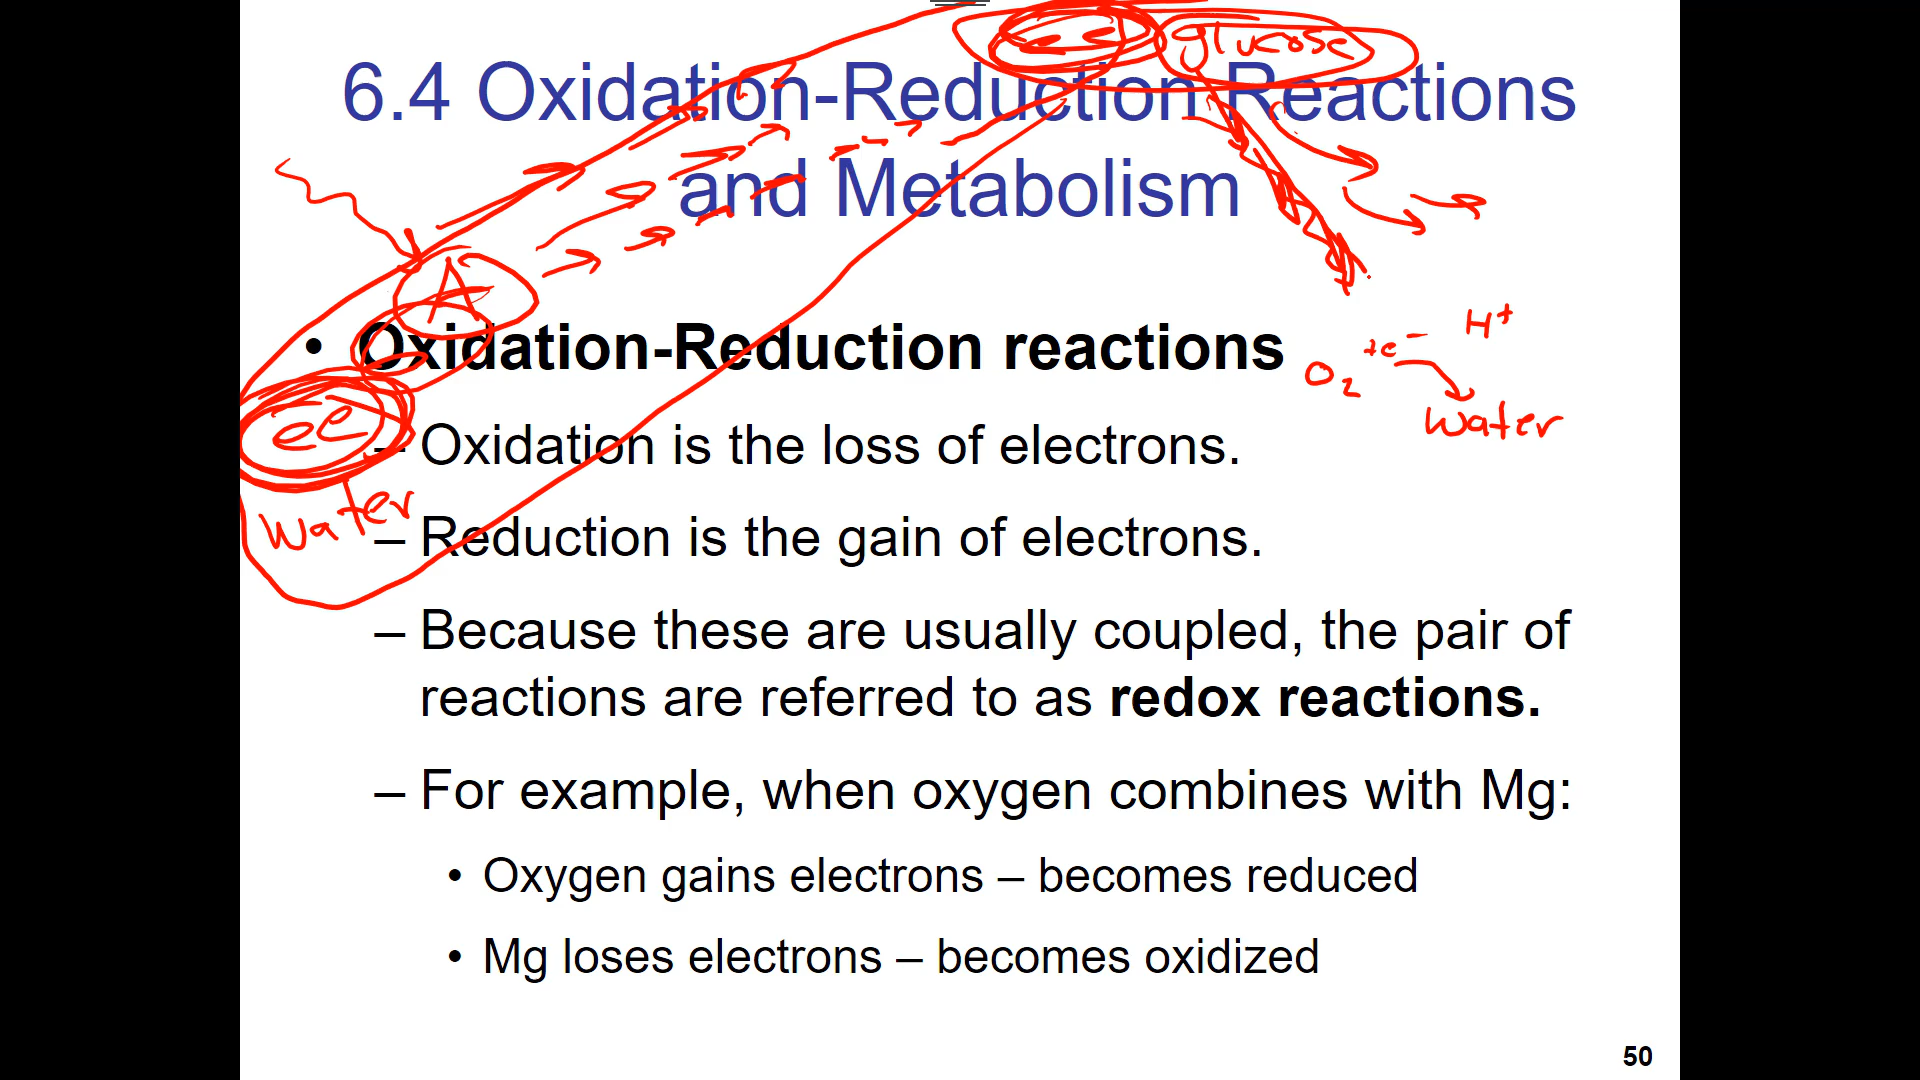 e e glucose
6.4 Oxidation-Reduction Reactions
and Metabolism
A
• Oxidation-Reduction reactions
H+
O2 +e-
Water
ee
– Oxidation is the loss of electrons.
Water
– Reduction is the gain of electrons.
– Because these are usually coupled, the pair of
reactions are referred to as redox reactions.
– For example, when oxygen combines with Mg:
• Oxygen gains electrons – becomes reduced
• Mg loses electrons – becomes oxidized
50